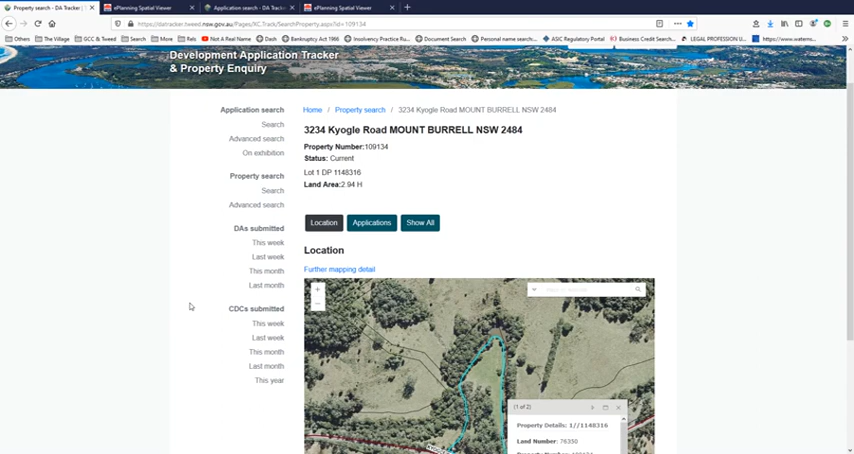 Property search - DA Tracker
ePlanning Spatial Viewer
Application search - DA Tracker
ePlanning Spatial Viewer
https://datracker.tweed.nsw.gov.au/Pages/XC.Track/SearchProperty.aspx?id=109134
Others
The Village
GCC & Tweed
Search
More
Rels
Not A Real Name
Dash
Bankruptcy Act 1966
Insolvency Practice Ru...
Document Search
Personal name search...
ASIC Regulatory Portal
Business Credit Search...
LEGAL PROFESSION U...
https://www.waterns...
Development Application Tracker
& Property Enquiry
Application search
Search
Advanced search
On exhibition
Property search
Search
Advanced search
DAs submitted
This week
Last week
This month
Last month
CDCs submitted
This week
Last week
This month
Last month
This year
Home / Property search / 3234 Kyogle Road MOUNT BURRELL NSW 2484
3234 Kyogle Road MOUNT BURRELL NSW 2484
Property Number:109134
Status: Current
Lot 1 DP 1148316
Land Area:2.94 H
Location
Applications
Show All
Location
Further mapping detail
+
−
(1 of 2)
Property Details: 1//1148316
Land Number: 76350